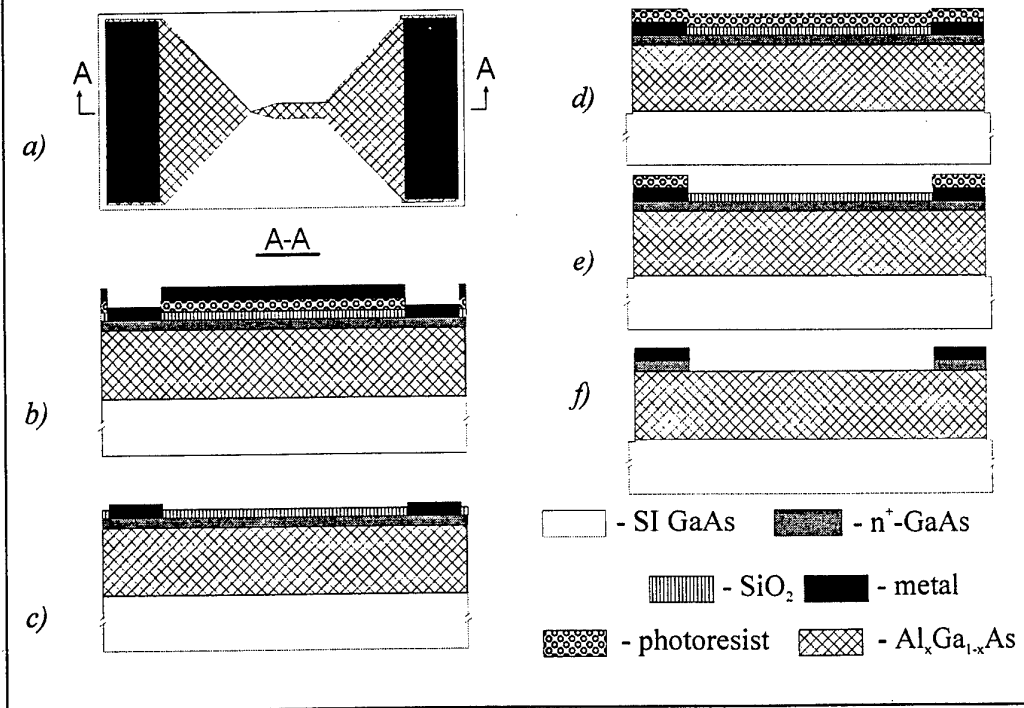 a)
A
A
A-A
b)
c)
d)
e)
f)
- SI GaAs
- n⁺-GaAs
- SiO₂
- metal
- photoresist
- AlₓGa₁₋ₓAs